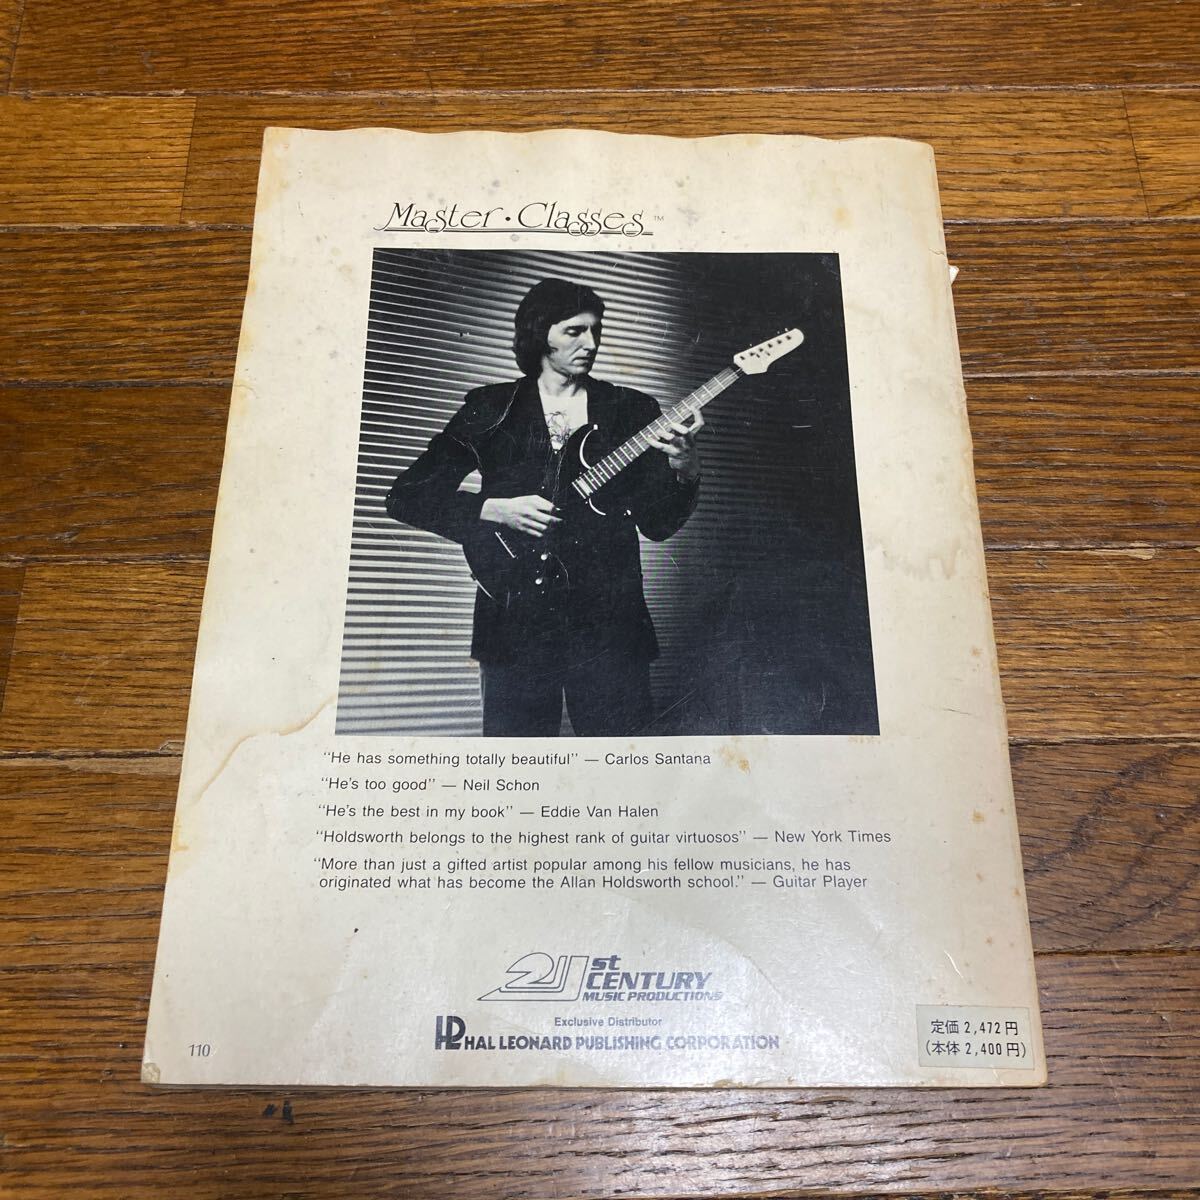 Master · Classes™
"He has something totally beautiful" — Carlos Santana
"He's too good" — Neil Schon
"He's the best in my book" — Eddie Van Halen
"Holdsworth belongs to the highest rank of guitar virtuosos" — New York Times
"More than just a gifted artist popular among his fellow musicians, he has
originated what has become the Allan Holdsworth school." — Guitar Player
21st
CENTURY
MUSIC PRODUCTIONS
Exclusive Distributor
HL HAL LEONARD PUBLISHING CORPORATION
110
定価 2,472円
(本体 2,400円)